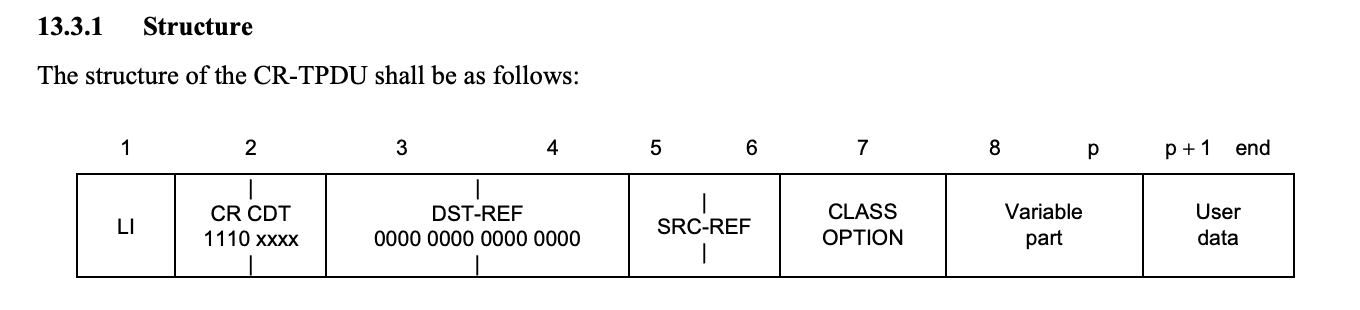 13.3.1 Structure
The structure of the CR-TPDU shall be as follows:
1 2 3 4 5 6 7 8 p p + 1 end
LI
CR CDT
1110 xxxx
DST-REF
0000 0000 0000 0000
SRC-REF
CLASS
OPTION
Variable
part
User
data